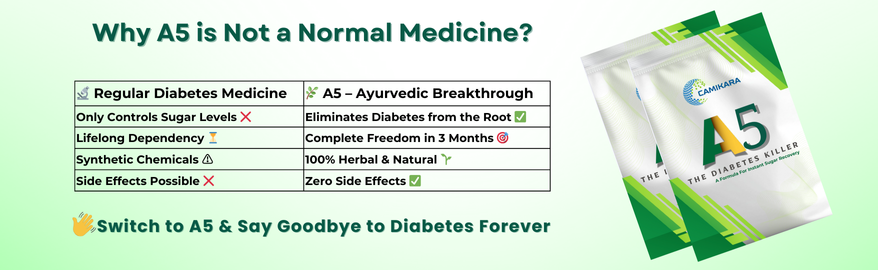 Why A5 is Not a Normal Medicine?
🔬 Regular Diabetes Medicine
🌿 A5 – Ayurvedic Breakthrough
Only Controls Sugar Levels ❌
Eliminates Diabetes from the Root ✅
Lifelong Dependency ⏳
Complete Freedom in 3 Months 🎯
Synthetic Chemicals ⚠
100% Herbal & Natural 🌱
Side Effects Possible ❌
Zero Side Effects ✅
👋Switch to A5 & Say Goodbye to Diabetes Forever
CAMIKARA
A5
THE DIABETES KILLER
A Formula For Instant Sugar Recovery